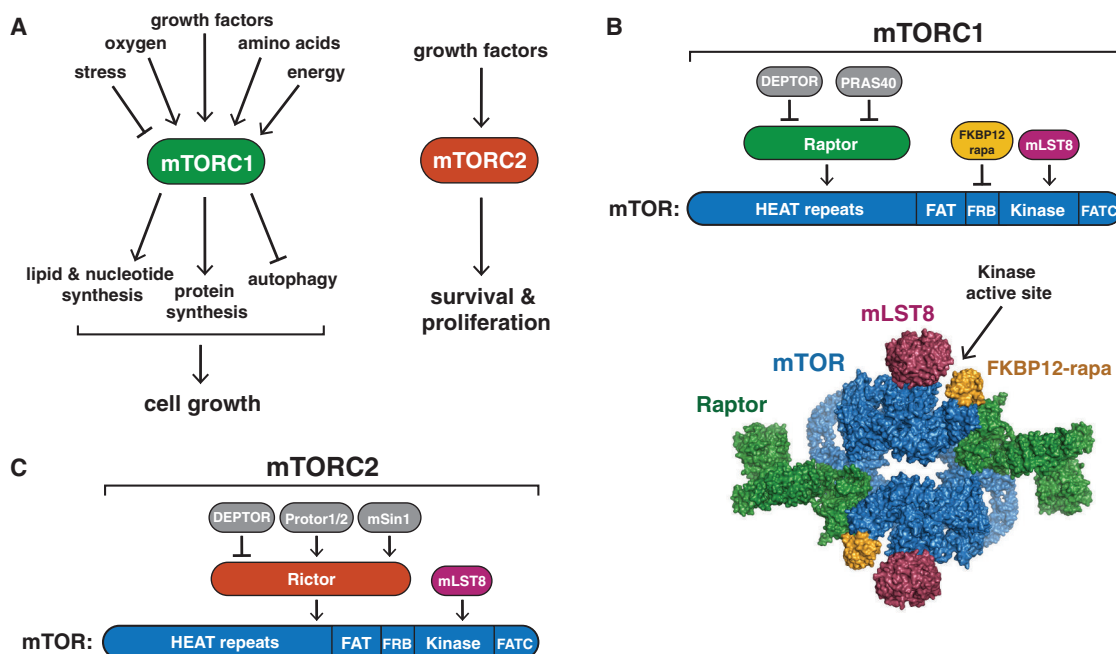 A
growth factors
oxygen
amino acids
stress
energy
mTORC1
lipid & nucleotide
synthesis
protein
synthesis
autophagy
cell growth
growth factors
mTORC2
survival &
proliferation
B
mTORC1
DEPTOR
PRAS40
Raptor
FKBP12
rapa
mLST8
mTOR:
HEAT repeats
FAT
FRB
Kinase
FATC
Kinase
active site
mLST8
mTOR
FKBP12-rapa
Raptor
C
mTORC2
DEPTOR
Protor1/2
mSin1
Rictor
mLST8
mTOR:
HEAT repeats
FAT
FRB
Kinase
FATC